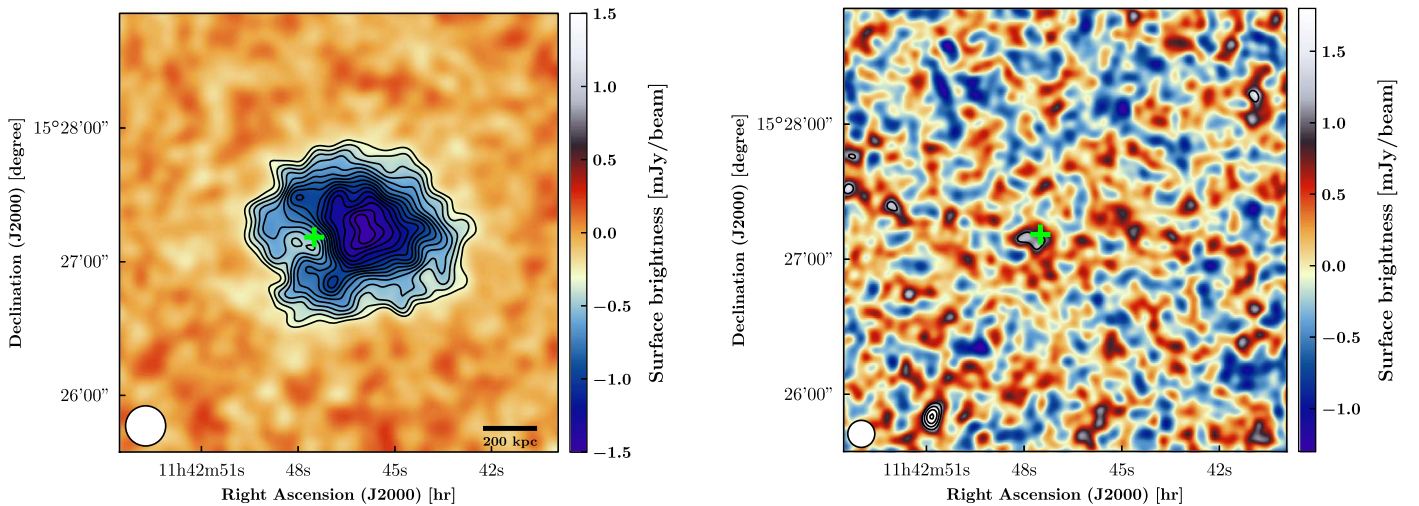 15°28′00″
27′00″
26′00″
11h42m51s 48s 45s 42s
Right Ascension (J2000) [hr]
Declination (J2000) [degree]
200 kpc
1.5
1.0
0.5
0.0
−0.5
−1.0
−1.5
Surface brightness [mJy/beam]
15°28′00″
27′00″
26′00″
11h42m51s 48s 45s 42s
Right Ascension (J2000) [hr]
Declination (J2000) [degree]
1.5
1.0
0.5
0.0
−0.5
−1.0
Surface brightness [mJy/beam]